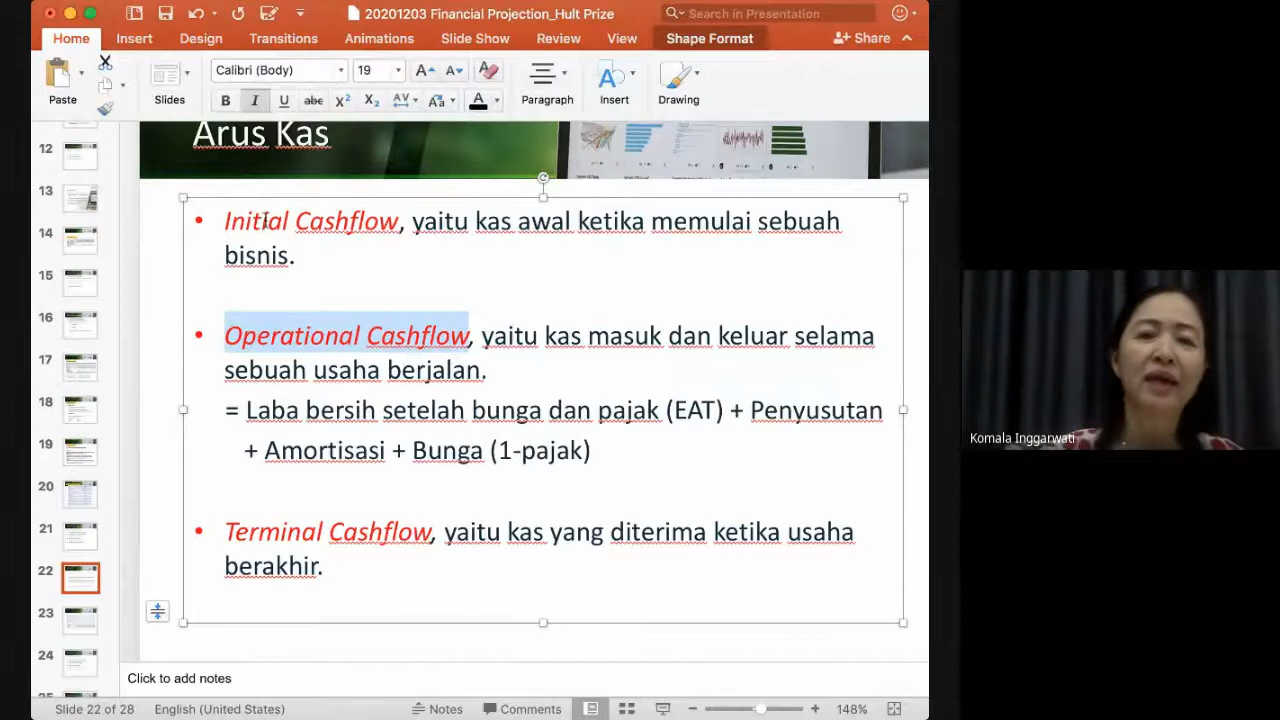 20201203 Financial Projection_Hult Prize
Search in Presentation
Home Insert Design Transitions Animations Slide Show Review View Shape Format Share
Calibri (Body) 19
Paste Slides B I U abc X² X₂ AV Aa A Paragraph Insert Drawing
Arus Kas
12
13
14
15
16
17
18
19
20
21
22
23
24
• Initial Cashflow, yaitu kas awal ketika memulai sebuah
bisnis.
• Operational Cashflow, yaitu kas masuk dan keluar selama
sebuah usaha berjalan.
= Laba bersih setelah bunga dan pajak (EAT) + Penyusutan
+ Amortisasi + Bunga (1-pajak)
• Terminal Cashflow, yaitu kas yang diterima ketika usaha
berakhir.
Komala Inggarwati
Click to add notes
Slide 22 of 28 English (United States) Notes Comments 148%